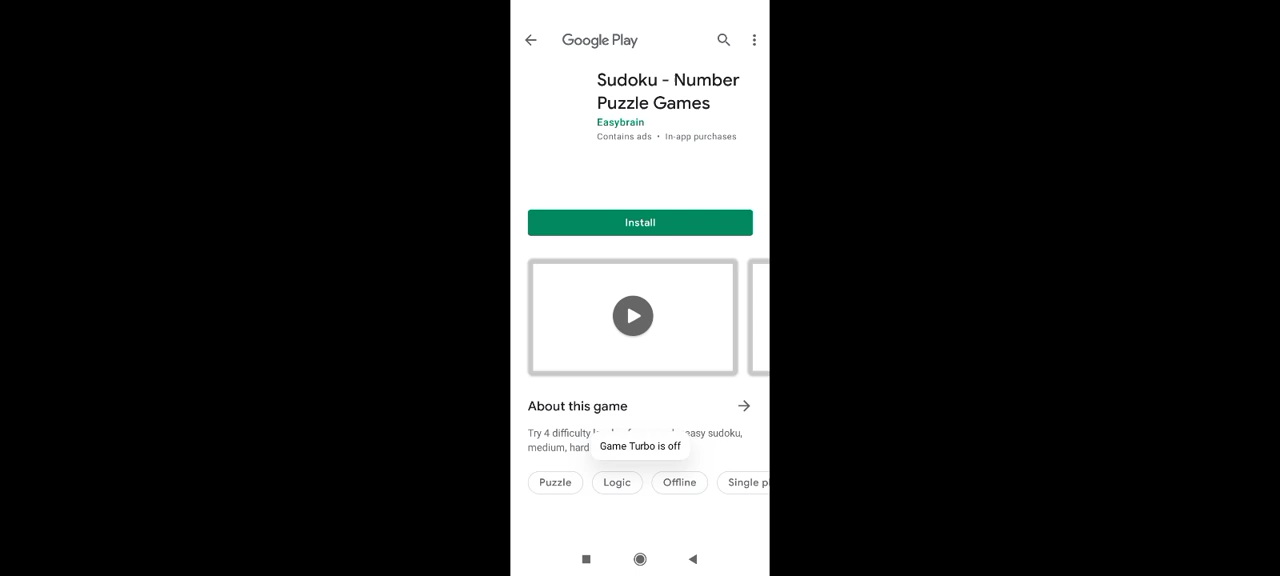 Google Play
Sudoku - Number
Puzzle Games
Easybrain
Contains ads • In-app purchases
Install
About this game
Try 4 difficulty easy sudoku,
medium, hard
Game Turbo is off
Puzzle
Logic
Offline
Single